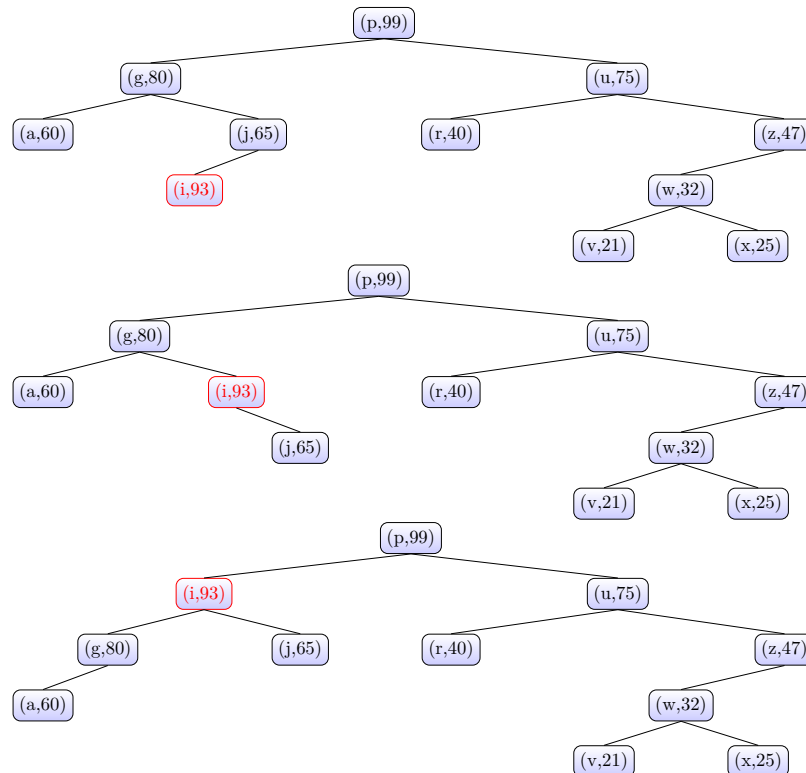 (p,99)
(g,80) (u,75)
(a,60) (j,65) (r,40) (z,47)
(i,93) (w,32)
(v,21) (x,25)
(p,99)
(g,80) (u,75)
(a,60) (i,93) (r,40) (z,47)
(j,65) (w,32)
(v,21) (x,25)
(p,99)
(i,93) (u,75)
(g,80) (j,65) (r,40) (z,47)
(a,60) (w,32)
(v,21) (x,25)